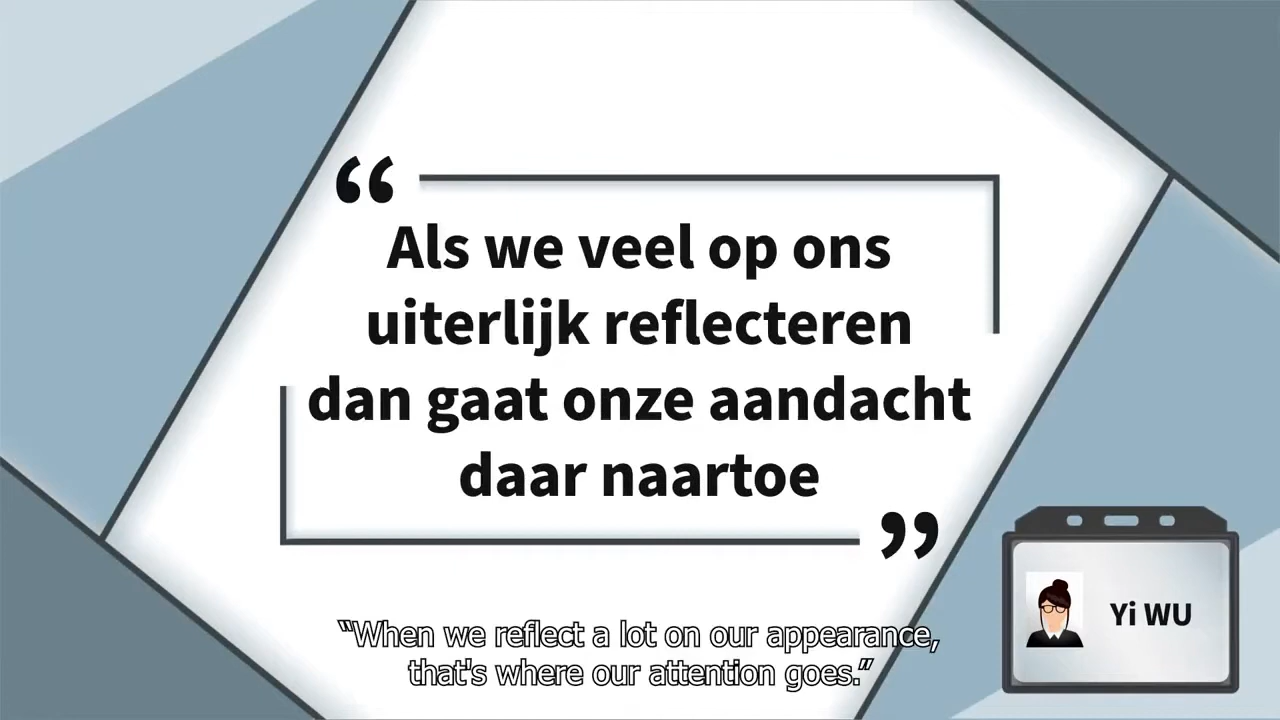 “
Als we veel op ons
uiterlijk reflecteren
dan gaat onze aandacht
daar naartoe
”
Yi WU
“When we reflect a lot on our appearance,
that's where our attention goes.”